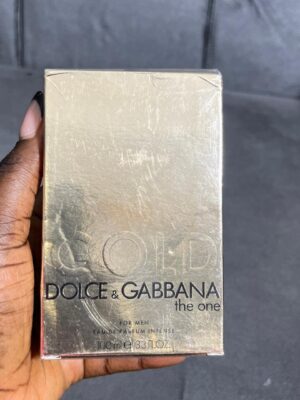 GOLD
DOLCE & GABBANA
the one
FOR MEN
EAU DE PARFUM INTENSE
100ml e 3.3 FL.OZ.